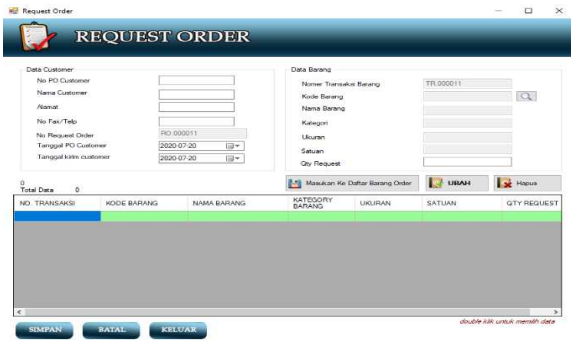 Request Order
REQUEST ORDER
Data Customer
No PO Customer
Nama Customer
Alamat
No Fax/Telp
No Request Order RO 000011
Tanggal PO Customer 2020-07-20
Tanggal kirim customer 2020-07-20
Data Barang
Nomer Transaksi Barang TR.000011
Kode Barang
Nama Barang
Kategori
Ukuran
Satuan
Qty Request
Masukan Ke Daftar Barang Order UBAH Hapus
0
Total Data 0
NO. TRANSAKSI KODE BARANG NAMA BARANG KATEGORY BARANG UKURAN SATUAN QTY REQUEST
double klik untuk memilih data
SIMPAN BATAL KELUAR